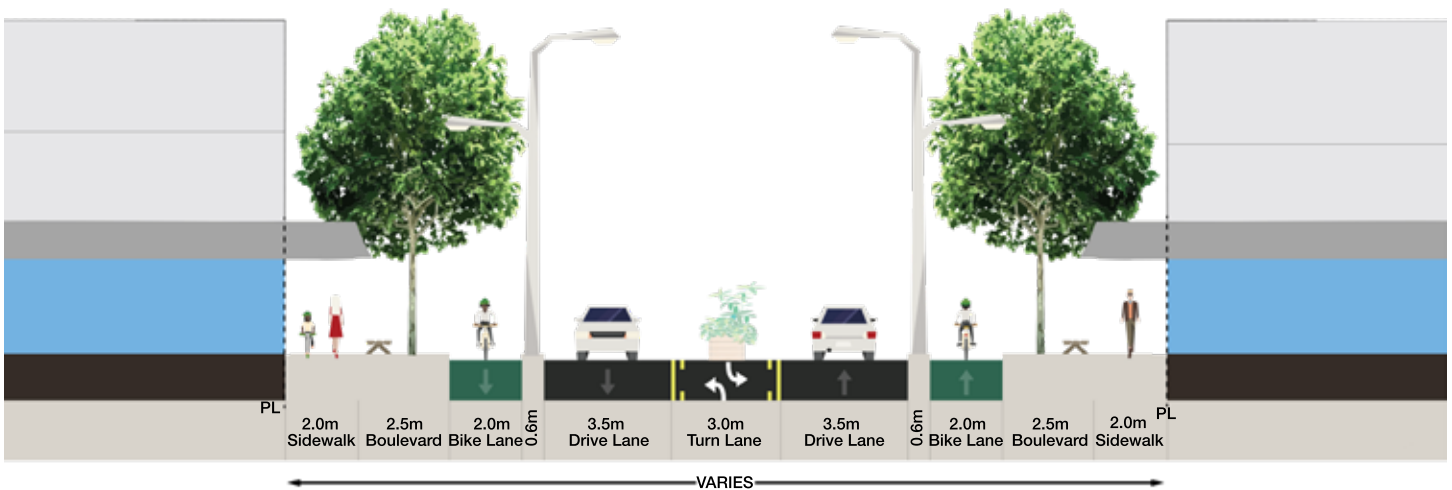 PL
PL
2.0m
Sidewalk
2.5m
Boulevard
2.0m
Bike Lane
0.6m
3.5m
Drive Lane
3.0m
Turn Lane
3.5m
Drive Lane
0.6m
2.0m
Bike Lane
2.5m
Boulevard
2.0m
Sidewalk
VARIES